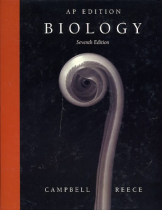 AP EDITION
BIOLOGY
Seventh Edition
CAMPBELL REECE